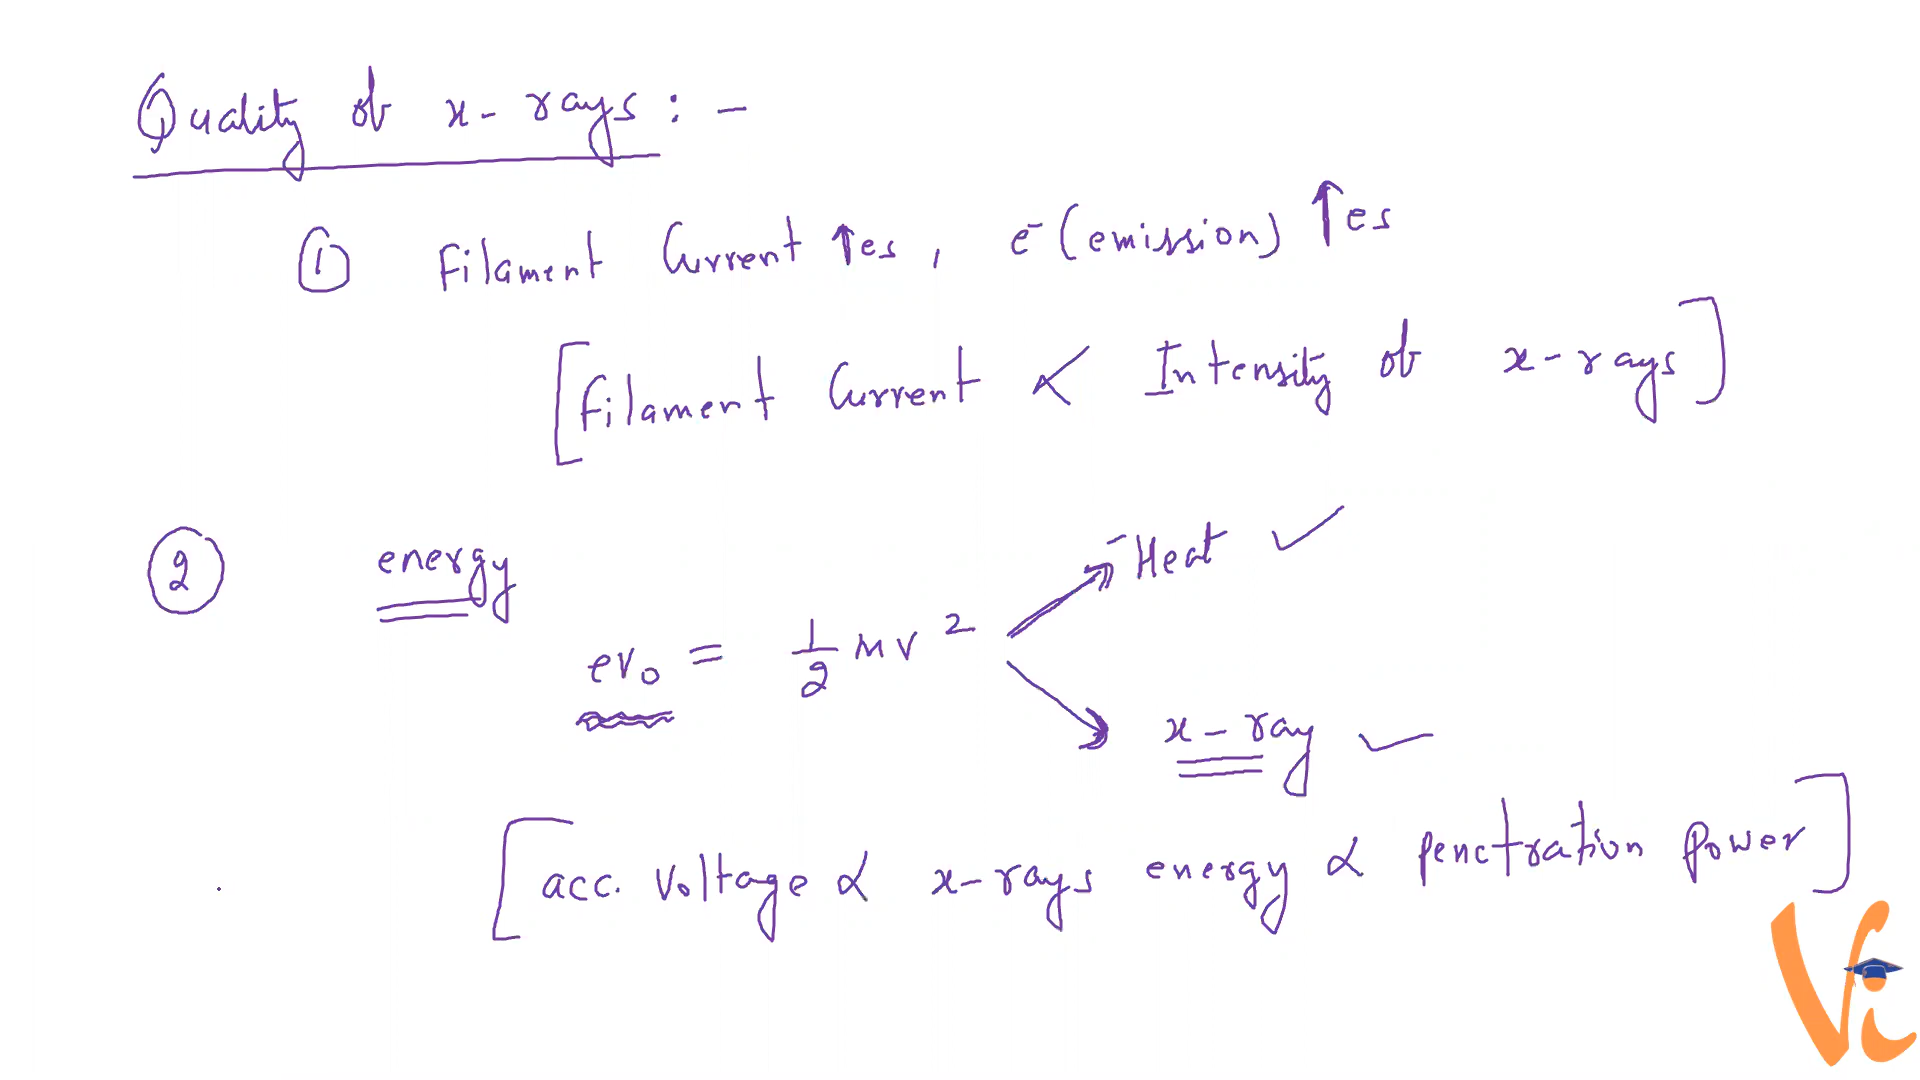 Quality of x-rays :-
① Filament Current ↑es , e⁻ (emission) ↑es
[Filament Current ∝ Intensity of x-rays]
② energy
eV₀ = 1/2 mv² → Heat ✓
→ x-ray ✓
[acc. Voltage ∝ x-rays energy ∝ penetration power]
Vi